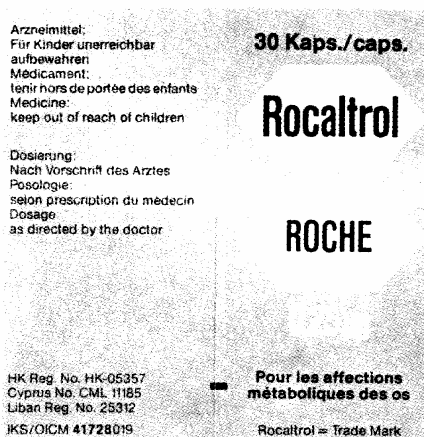 Arzneimittel:
Für Kinder unerreichbar
aufbewahren
Médicament:
tenir hors de portée des enfants
Medicine:
keep out of reach of children
Dosierung:
Nach Vorschrift des Arztes
Posologie:
selon prescription du médecin
Dosage
as directed by the doctor
HK Reg. No. HK-05357
Cyprus No. CML 11185
Liban Reg. No. 25312
IKS/OICM 41728019
30 Kaps./caps.
Rocaltrol
ROCHE
Pour les affections
métaboliques des os
Rocaltrol = Trade Mark